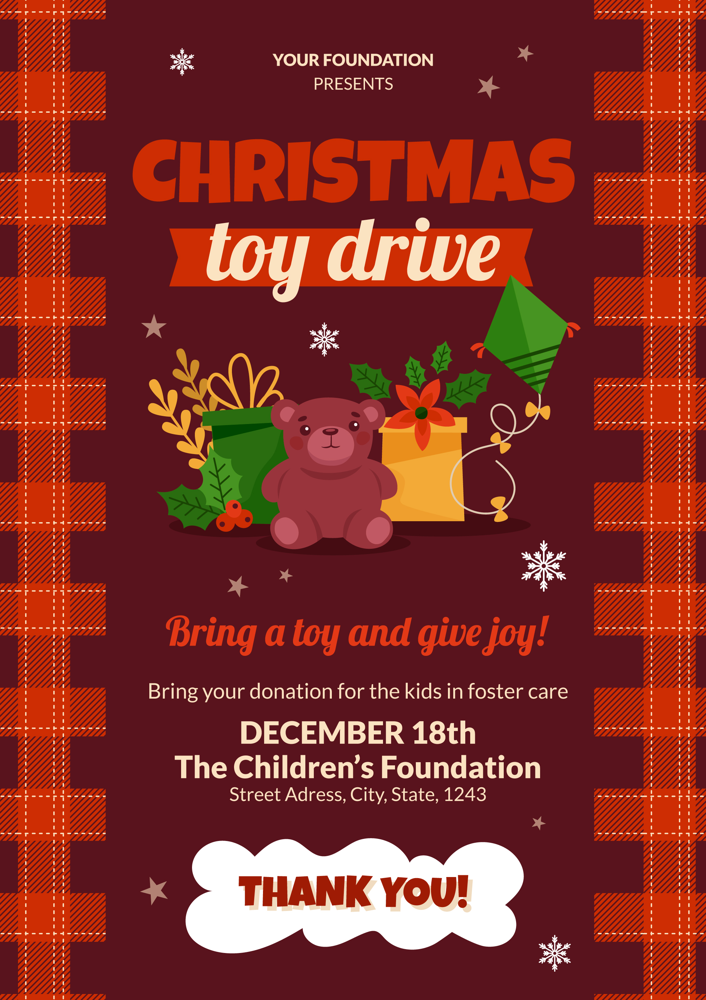 YOUR FOUNDATION
PRESENTS
CHRISTMAS
toy drive
Bring a toy and give joy!
Bring your donation for the kids in foster care
DECEMBER 18th
The Children’s Foundation
Street Adress, City, State, 1243
THANK YOU!